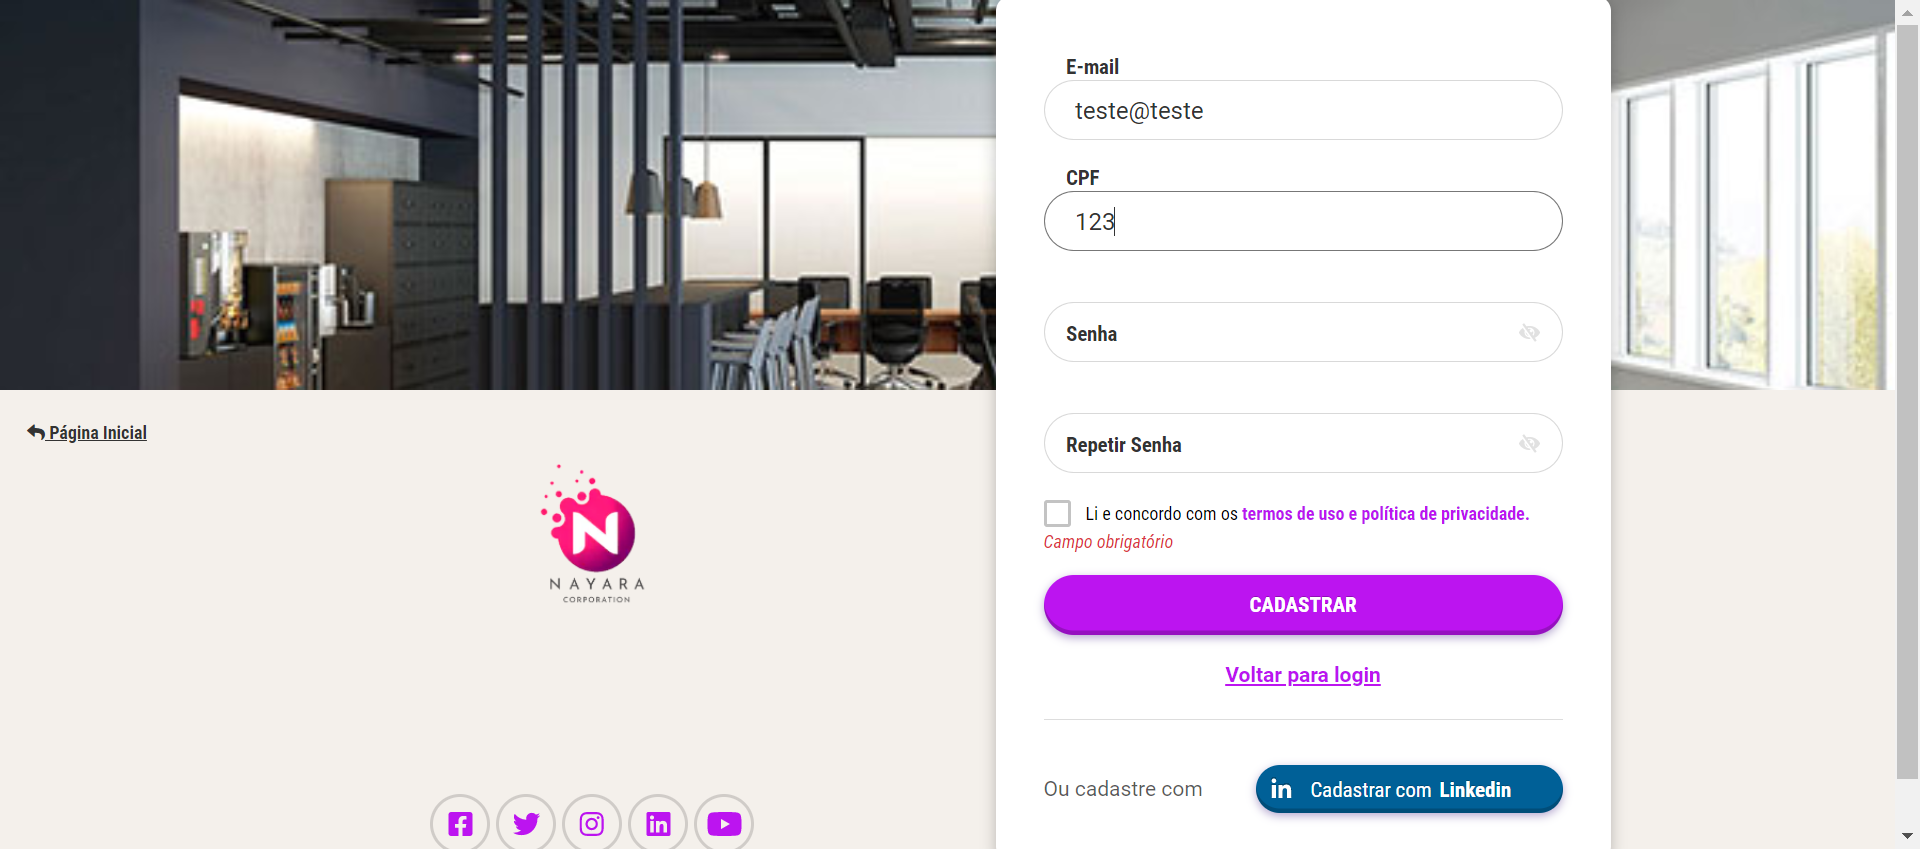 E-mail
teste@teste
CPF
123
Senha
Repetir Senha
Li e concordo com os termos de uso e política de privacidade.
Campo obrigatório
CADASTRAR
Voltar para login
Ou cadastre com
in Cadastrar com Linkedin
Página Inicial
N
NAYARA
CORPORATION